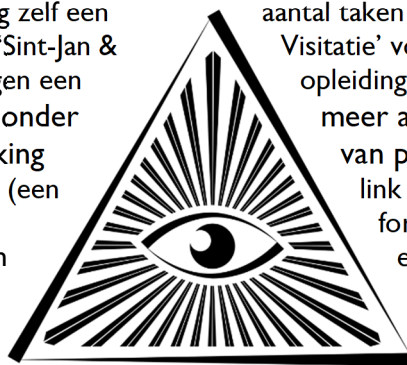 g zelf een aantal taken
‘Sint-Jan & Visitatie’ v
gen een opleiding
onder meer a
king van p
(een link
for
n e